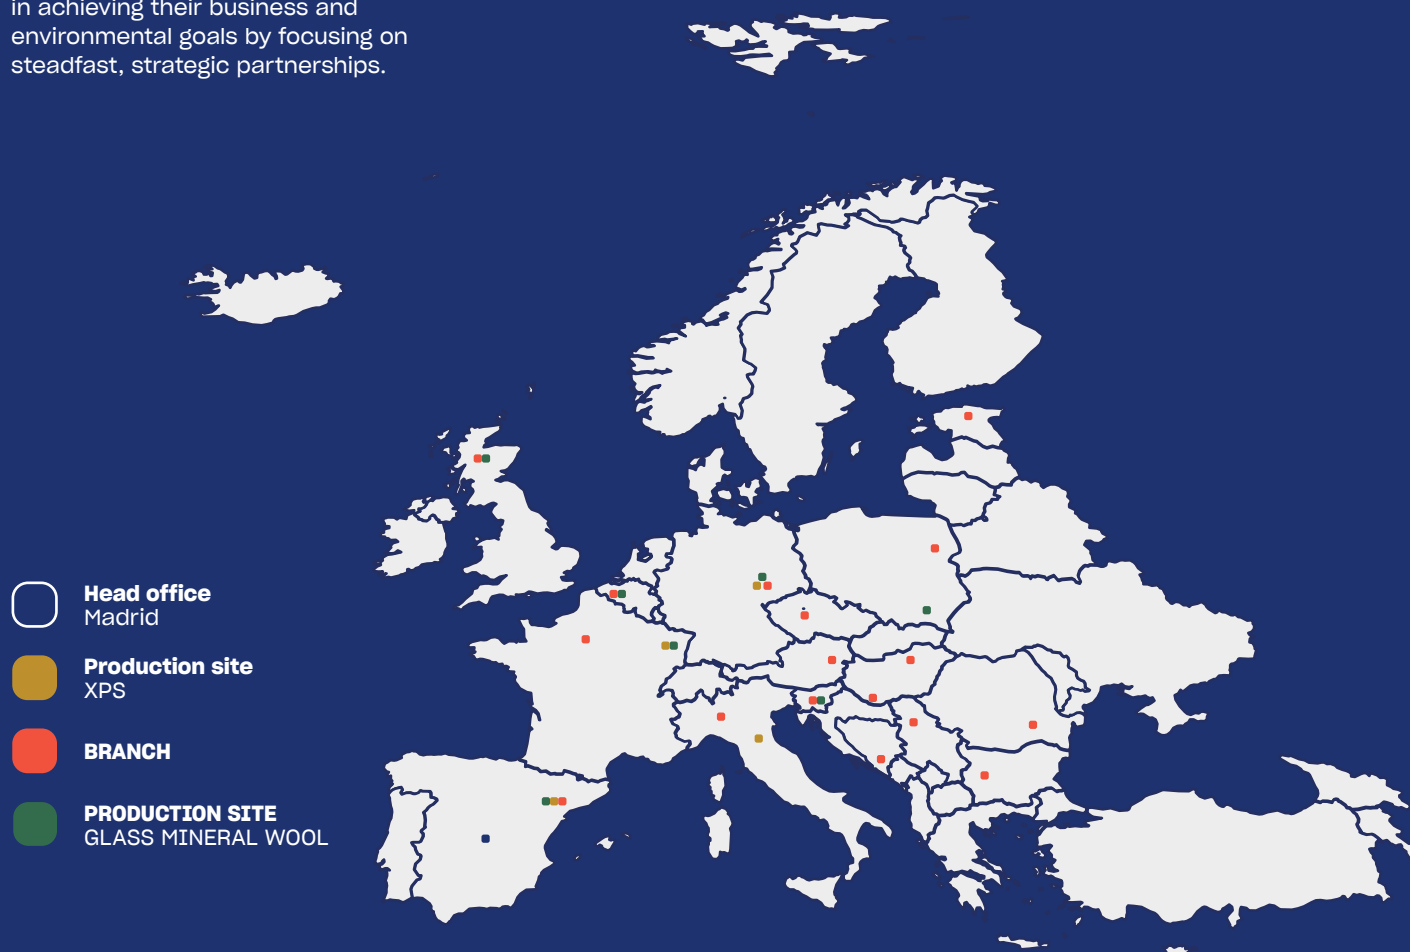 in achieving their business and
environmental goals by focusing on
steadfast, strategic partnerships.
Head office
Madrid
Production site
XPS
BRANCH
PRODUCTION SITE
GLASS MINERAL WOOL